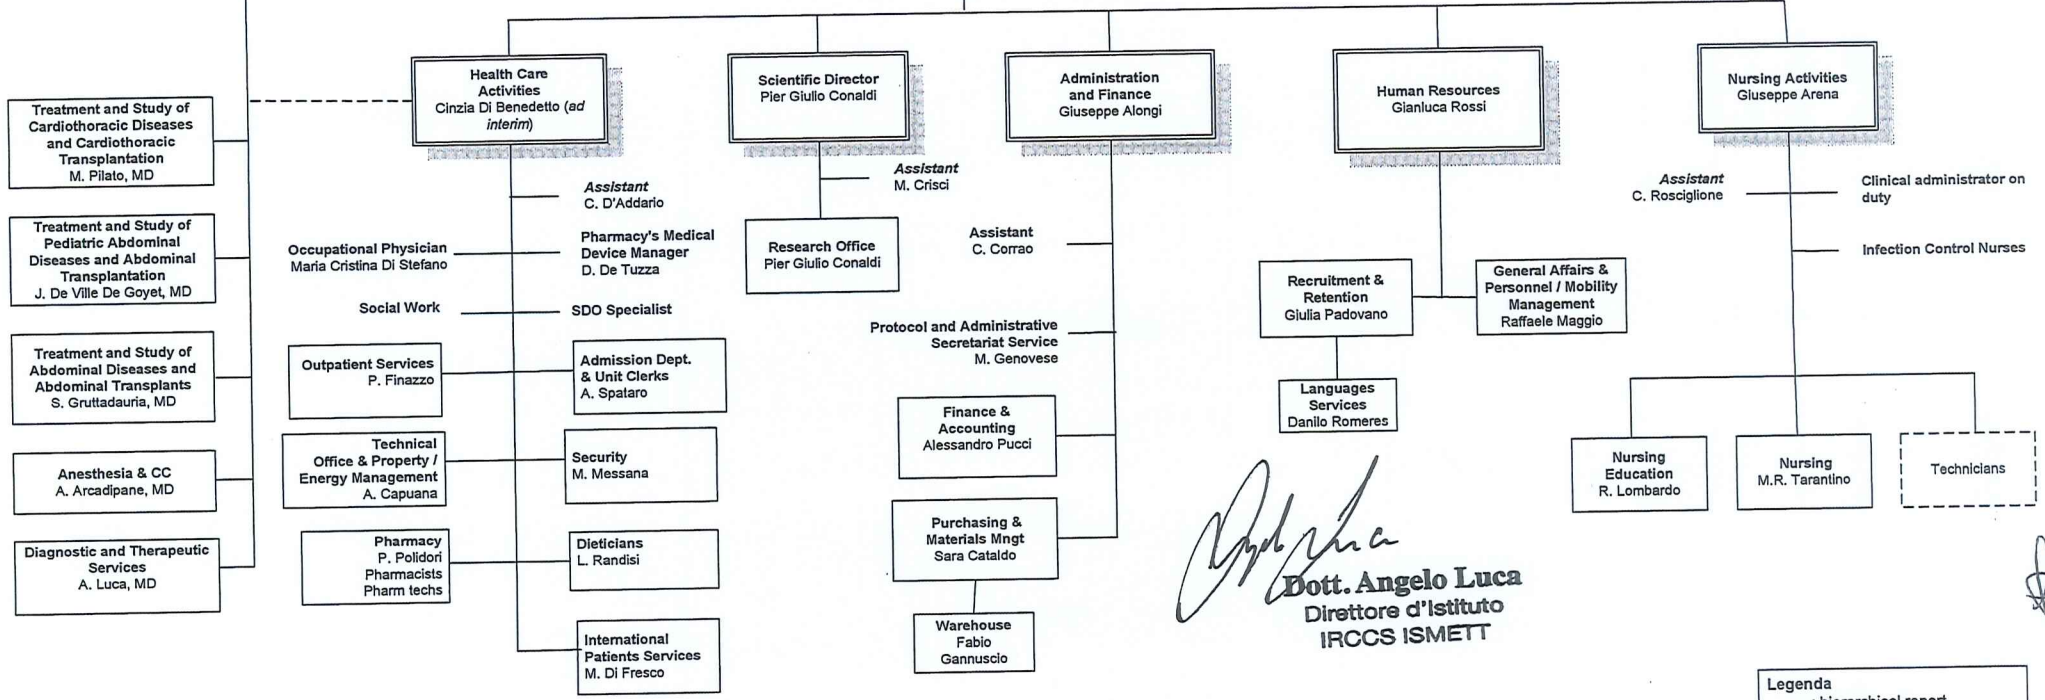 Treatment and Study of
Cardiothoracic Diseases
and Cardiothoracic
Transplantation
M. Pilato, MD
Treatment and Study of
Pediatric Abdominal
Diseases and Abdominal
Transplantation
J. De Ville De Goyet, MD
Treatment and Study of
Abdominal Diseases and
Abdominal Transplants
S. Gruttadauria, MD
Anesthesia & CC
A. Arcadipane, MD
Diagnostic and Therapeutic
Services
A. Luca, MD
Health Care
Activities
Cinzia Di Benedetto (ad
interim)
Assistant
C. D'Addario
Occupational Physician
Maria Cristina Di Stefano
Pharmacy's Medical
Device Manager
D. De Tuzza
Social Work
SDO Specialist
Outpatient Services
P. Finazzo
Admission Dept.
& Unit Clerks
A. Spataro
Technical
Office & Property /
Energy Management
A. Capuana
Security
M. Messana
Pharmacy
P. Polidori
Pharmacists
Pharm techs
Dieticians
L. Randisi
International
Patients Services
M. Di Fresco
Scientific Director
Pier Giulio Conaldi
Assistant
M. Crisci
Research Office
Pier Giulio Conaldi
Administration
and Finance
Giuseppe Alongi
Assistant
C. Corrao
Protocol and Administrative
Secretariat Service
M. Genovese
Finance &
Accounting
Alessandro Pucci
Purchasing &
Materials Mngt
Sara Cataldo
Warehouse
Fabio
Gannuscio
Human Resources
Gianluca Rossi
Recruitment &
Retention
Giulia Padovano
General Affairs &
Personnel / Mobility
Management
Raffaele Maggio
Languages
Services
Danilo Romeres
Nursing Activities
Giuseppe Arena
Assistant
C. Rosciglione
Clinical administrator on
duty
Infection Control Nurses
Nursing
Education
R. Lombardo
Nursing
M.R. Tarantino
Technicians
Dott. Angelo Luca
Direttore d'Istituto
IRCCS ISMETT
Legenda
hierarchical report